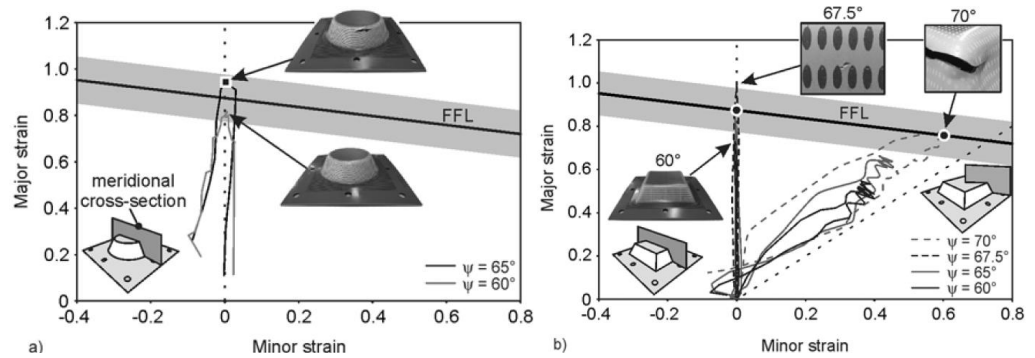 1.2
1.0
0.8
0.6
0.4
0.2
0
Major strain
FFL
meridional
cross-section
ψ = 65°
ψ = 60°
-0.4
-0.2
0
0.2
0.4
0.6
0.8
Minor strain
a)
67.5°
70°
1.2
1.0
0.8
0.6
0.4
0.2
0
Major strain
FFL
60°
ψ = 70°
ψ = 67.5°
ψ = 65°
ψ = 60°
-0.4
-0.2
0
0.2
0.4
0.6
0.8
Minor strain
b)